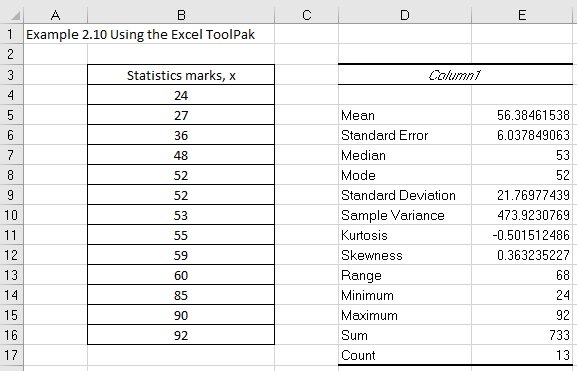 A B C D E
1 Example 2.10 Using the Excel ToolPak
2
3 Statistics marks, x Column1
4 24
5 27 Mean 56.38461538
6 36 Standard Error 6.037849063
7 48 Median 53
8 52 Mode 52
9 52 Standard Deviation 21.76977439
10 53 Sample Variance 473.9230769
11 55 Kurtosis -0.501512486
12 59 Skewness 0.363235227
13 60 Range 68
14 85 Minimum 24
15 90 Maximum 92
16 92 Sum 733
17 Count 13